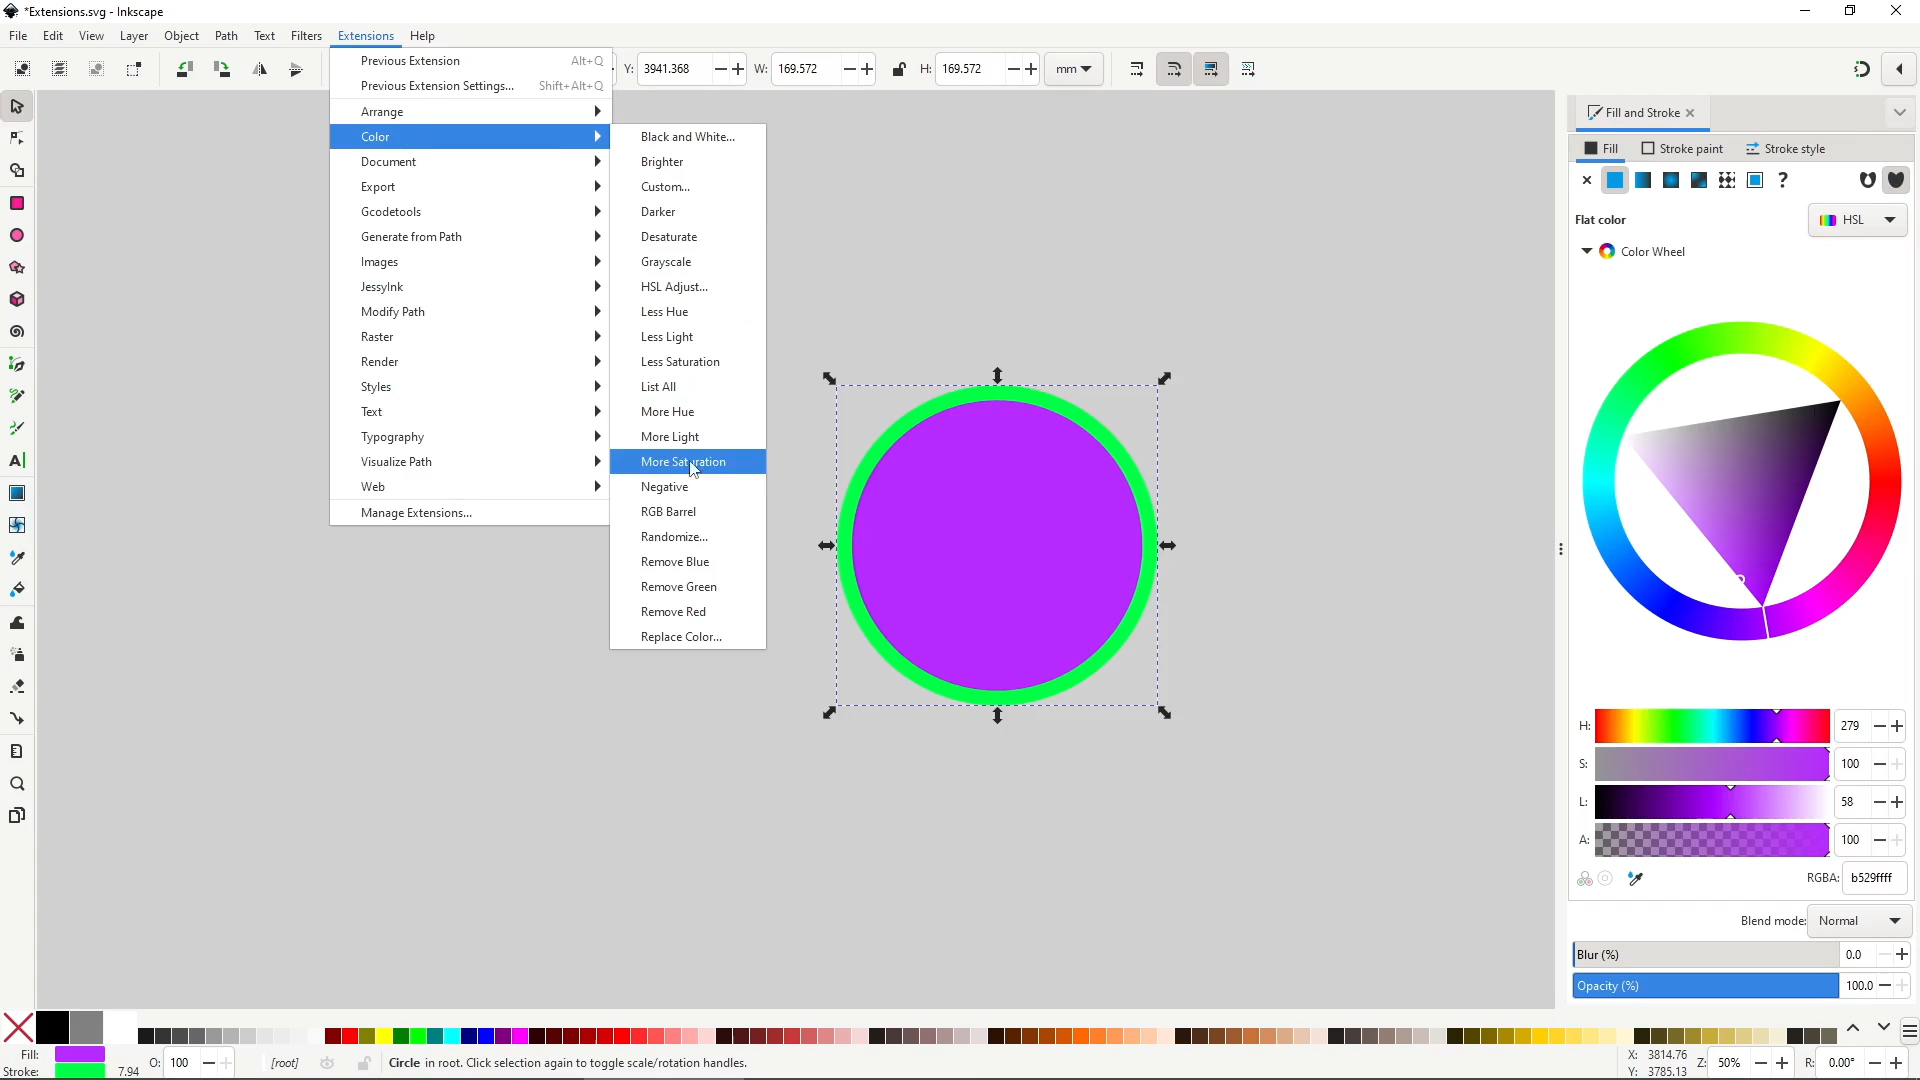 *Extensions.svg - Inkscape
File Edit View Layer Object Path Text Filters Extensions Help
Y: 3941.368 W: 169.572 H: 169.572 mm
Previous Extension Alt+Q
Previous Extension Settings... Shift+Alt+Q
Arrange
Color
Document
Export
Gcodetools
Generate from Path
Images
JessyInk
Modify Path
Raster
Render
Styles
Text
Typography
Visualize Path
Web
Manage Extensions...
Black and White...
Brighter
Custom...
Darker
Desaturate
Grayscale
HSL Adjust...
Less Hue
Less Light
Less Saturation
List All
More Hue
More Light
More Saturation
Negative
RGB Barrel
Randomize...
Remove Blue
Remove Green
Remove Red
Replace Color...
Fill and Stroke
Fill Stroke paint Stroke style
Flat color HSL
Color Wheel
H: 279
S: 100
L: 58
A: 100
RGBA: b529ffff
Blend mode: Normal
Blur (%) 0.0
Opacity (%) 100.0
Fill: O: 100 [root] Circle in root. Click selection again to toggle scale/rotation handles. X: 3814.76 Z: 50% R: 0.00°
Stroke: 7.94 Y: 3785.13